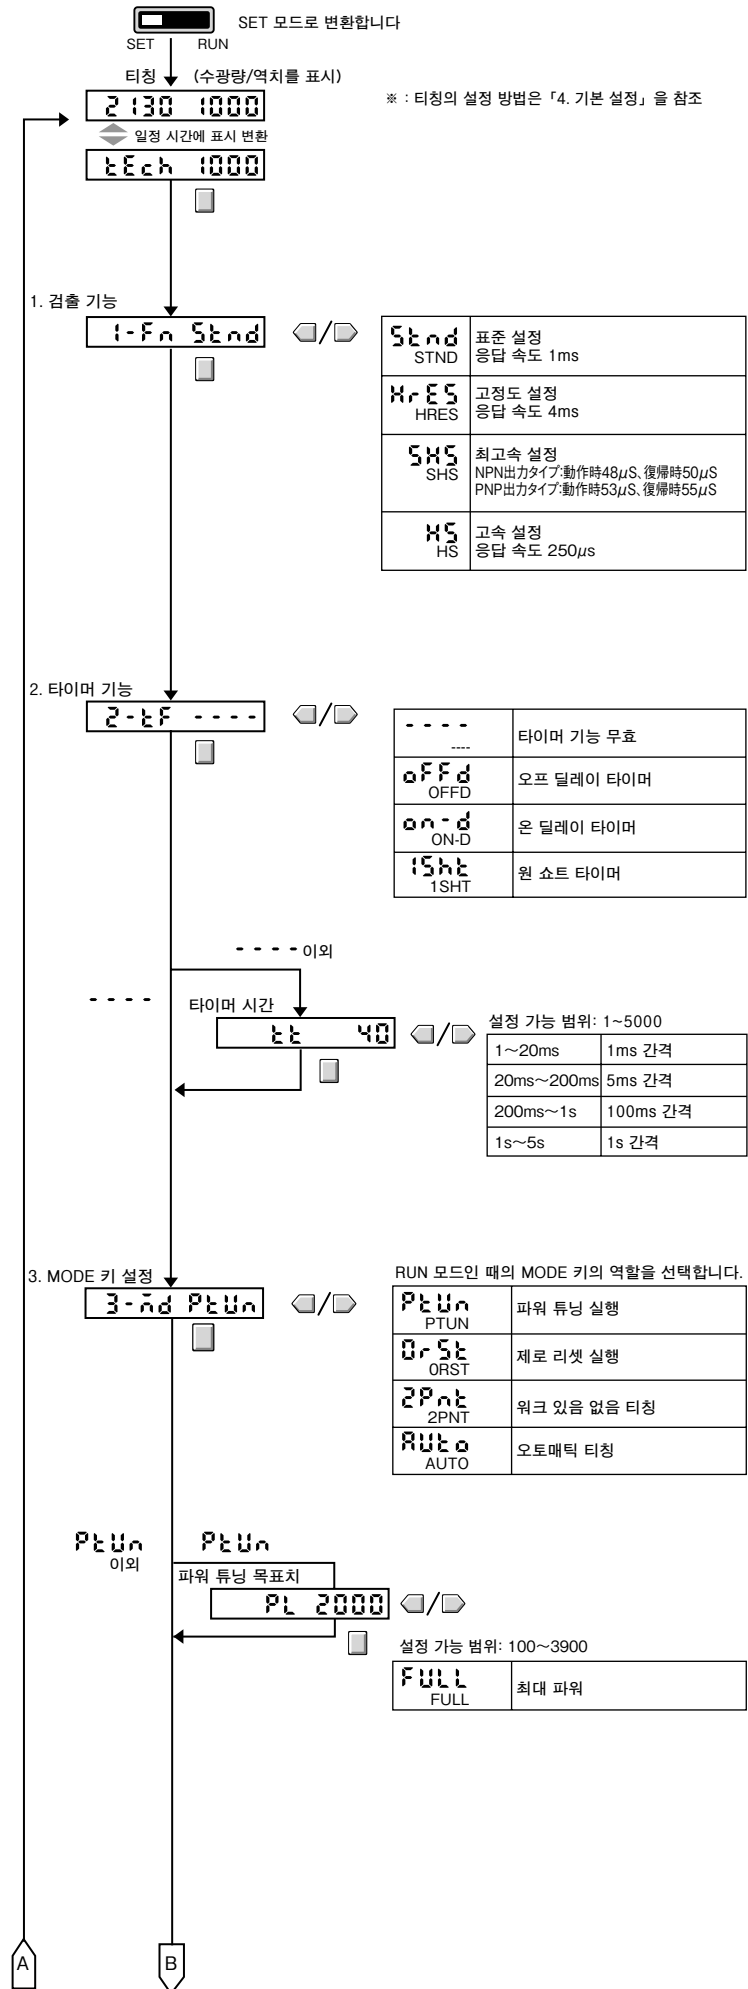 SET 모드로 변환합니다
SET RUN
티칭 (수광량/역치를 표시)
2130 1000
※ : 티칭의 설정 방법은「4. 기본 설정」을 참조
일정 시간에 표시 변환
tEch 1000
1. 검출 기능
1-Fn Stnd
Stnd
STND
표준 설정
응답 속도 1ms
HrES
HRES
고정도 설정
응답 속도 4ms
SHS
SHS
최고속 설정
NPN出力タイプ:動作時48μS、復帰時50μS
PNP出力タイプ:動作時53μS、復帰時55μS
HS
HS
고속 설정
응답 속도 250μs
2. 타이머 기능
2-tF ----
----
----
타이머 기능 무효
oFFd
OFFD
오프 딜레이 타이머
on-d
ON-D
온 딜레이 타이머
1Sht
1SHT
원 쇼트 타이머
---- 이외
----
타이머 시간
tt 40
설정 가능 범위: 1~5000
1～20ms 1ms 간격
20ms～200ms 5ms 간격
200ms～1s 100ms 간격
1s～5s 1s 간격
3. MODE 키 설정
3-md PtUn
RUN 모드인 때의 MODE 키의 역할을 선택합니다.
PtUn
PTUN
파워 튜닝 실행
0rSt
0RST
제로 리셋 실행
2Pnt
2PNT
워크 있음 없음 티칭
AUto
AUTO
오토매틱 티칭
PtUn
이외
PtUn
파워 튜닝 목표치
PL 2000
설정 가능 범위: 100～3900
FULL
FULL
최대 파워
A
B